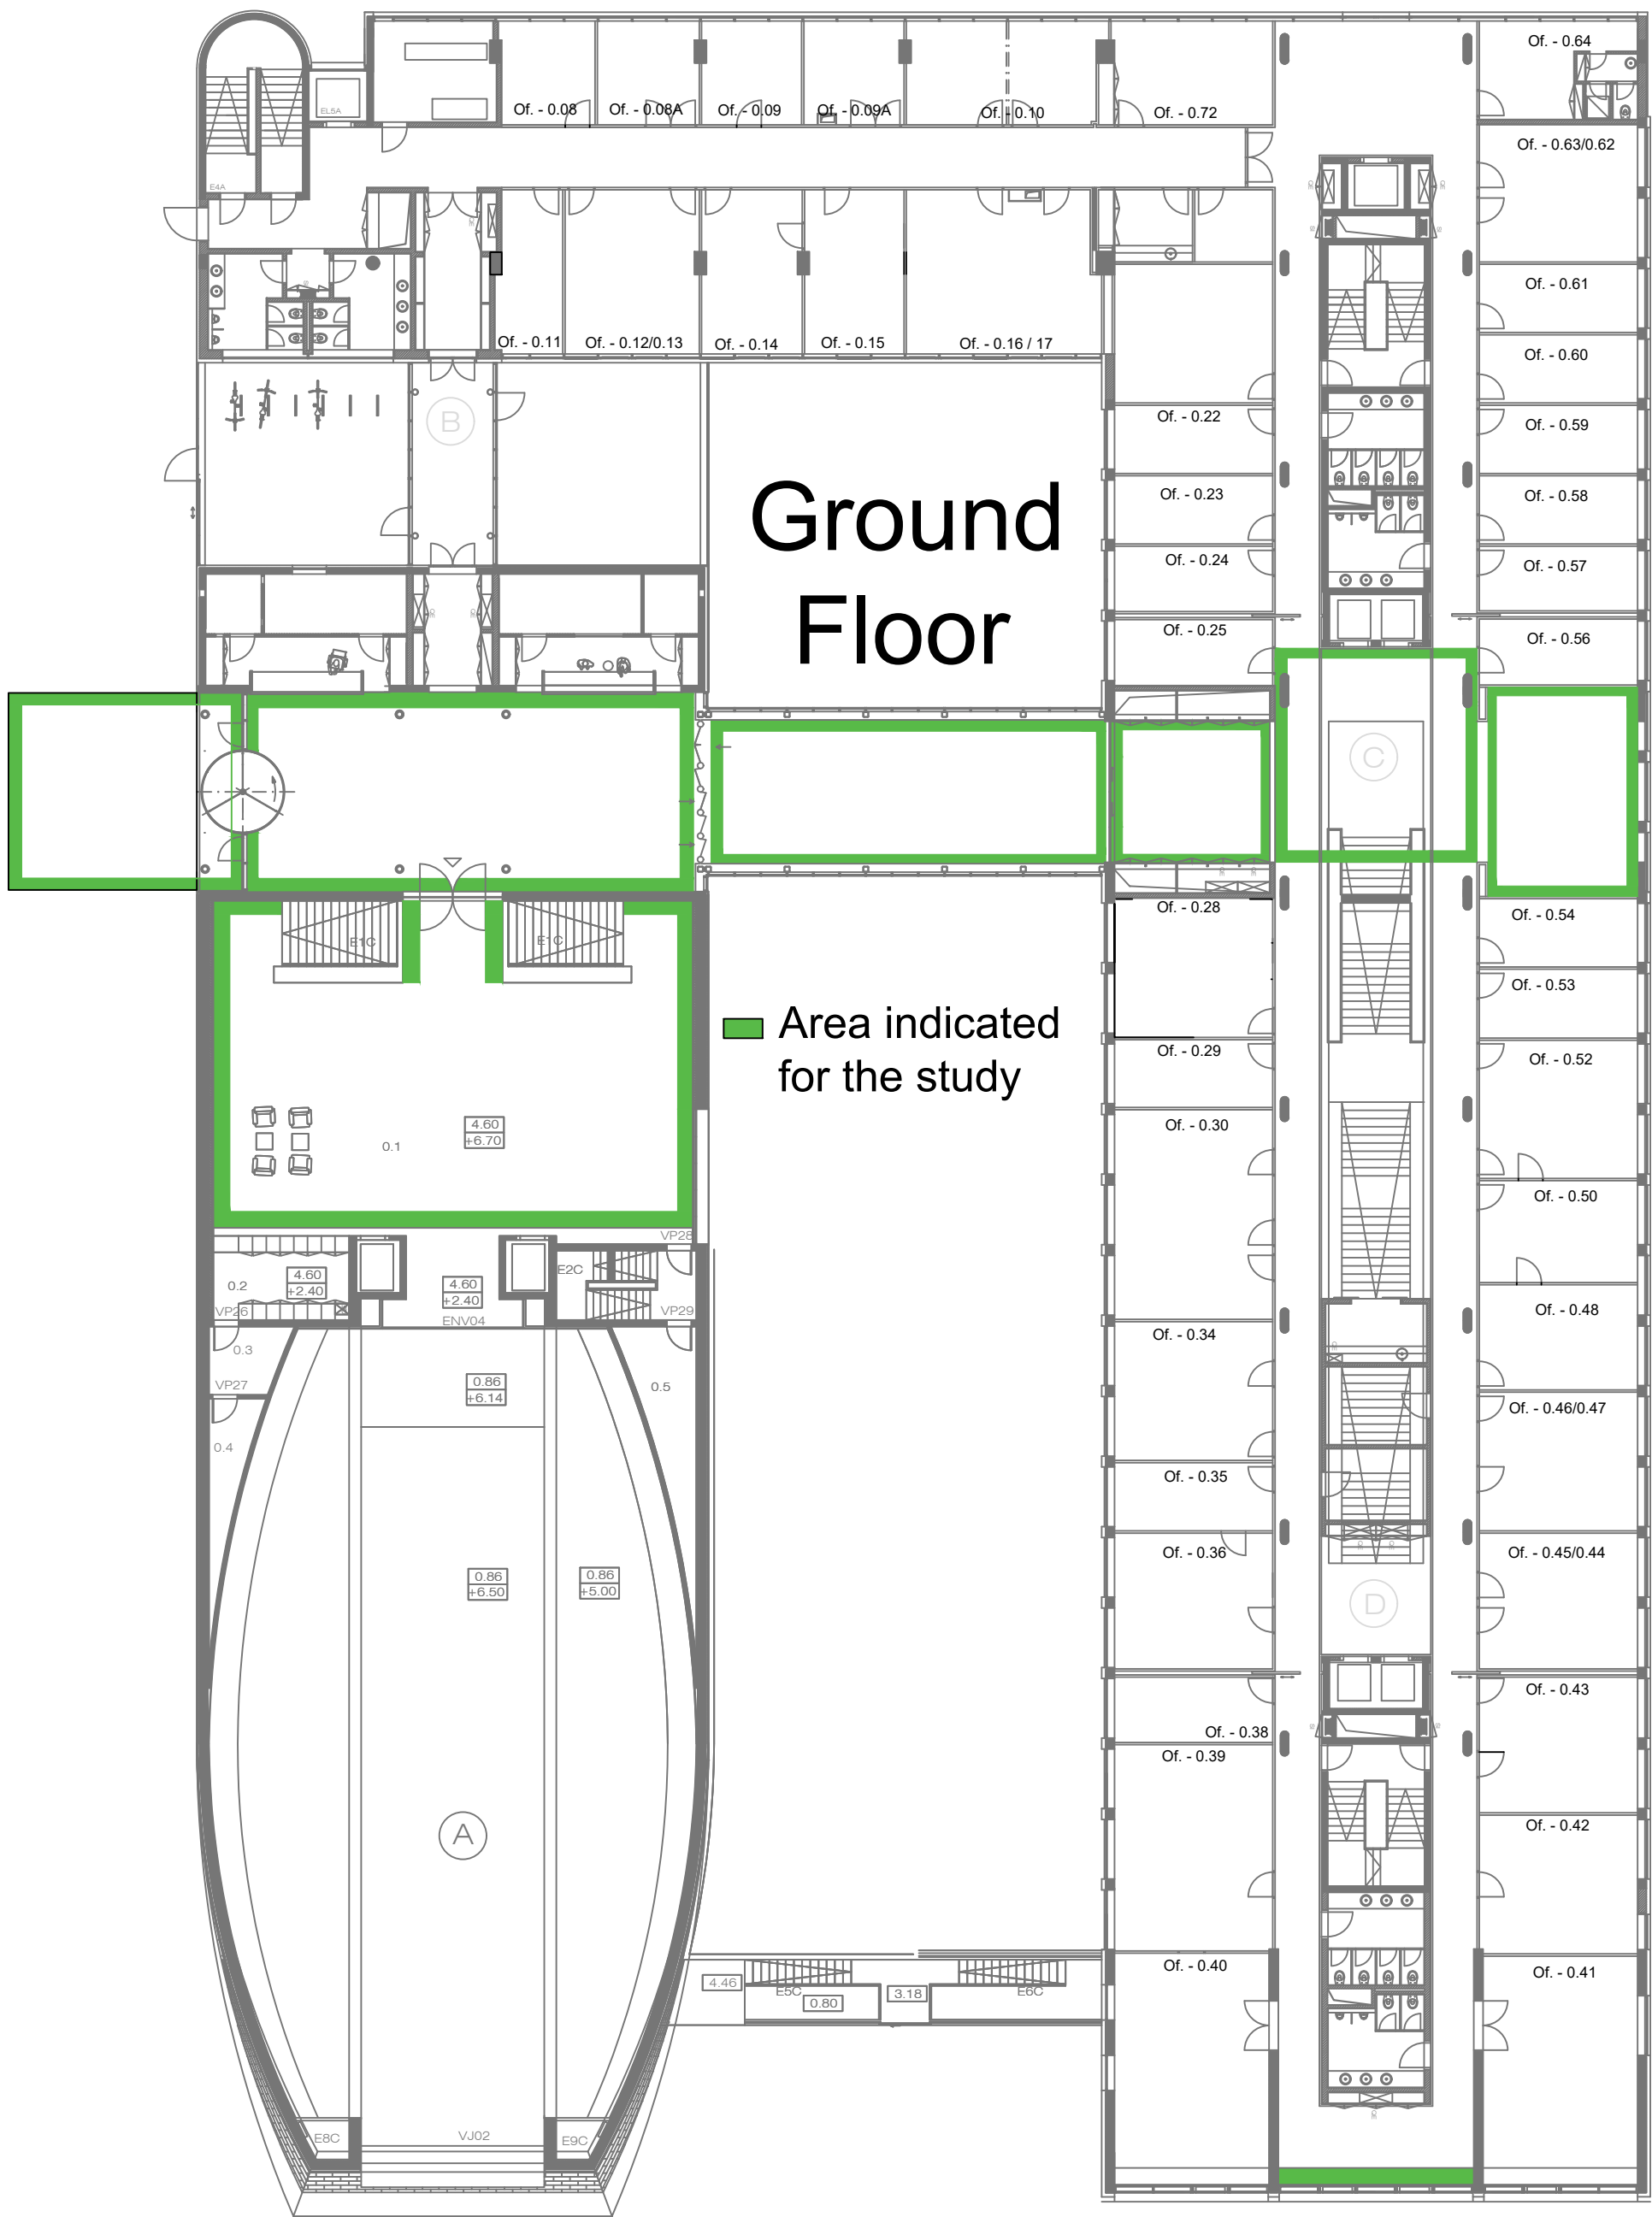 Of. - 0.64
EL5A
Of. - 0.08
Of. - 0.08A
Of. - 0.09
Of. - 0.09A
Of. - 0.10
Of. - 0.72
Of. - 0.63/0.62
E4A
Of. - 0.61
Of. - 0.11
Of. - 0.12/0.13
Of. - 0.14
Of. - 0.15
Of. - 0.16 / 17
Of. - 0.60
B
Of. - 0.22
Of. - 0.59
Ground
Floor
Of. - 0.23
Of. - 0.58
Of. - 0.24
Of. - 0.57
Of. - 0.25
Of. - 0.56
C
Of. - 0.28
Of. - 0.54
E1C
E1C
Of. - 0.53
Area indicated
for the study
Of. - 0.29
Of. - 0.52
4.60
+6.70
0.1
Of. - 0.30
Of. - 0.50
VP28
E2C
0.2
4.60
+2.40
4.60
+2.40
VP26
ENV04
VP29
Of. - 0.48
Of. - 0.34
0.3
VP27
0.86
+6.14
0.5
Of. - 0.46/0.47
0.4
Of. - 0.35
Of. - 0.36
Of. - 0.45/0.44
0.86
+6.50
0.86
+5.00
D
Of. - 0.43
Of. - 0.38
Of. - 0.39
A
Of. - 0.42
Of. - 0.40
Of. - 0.41
4.46
E5C
0.80
3.18
E6C
E8C
VJ02
E9C